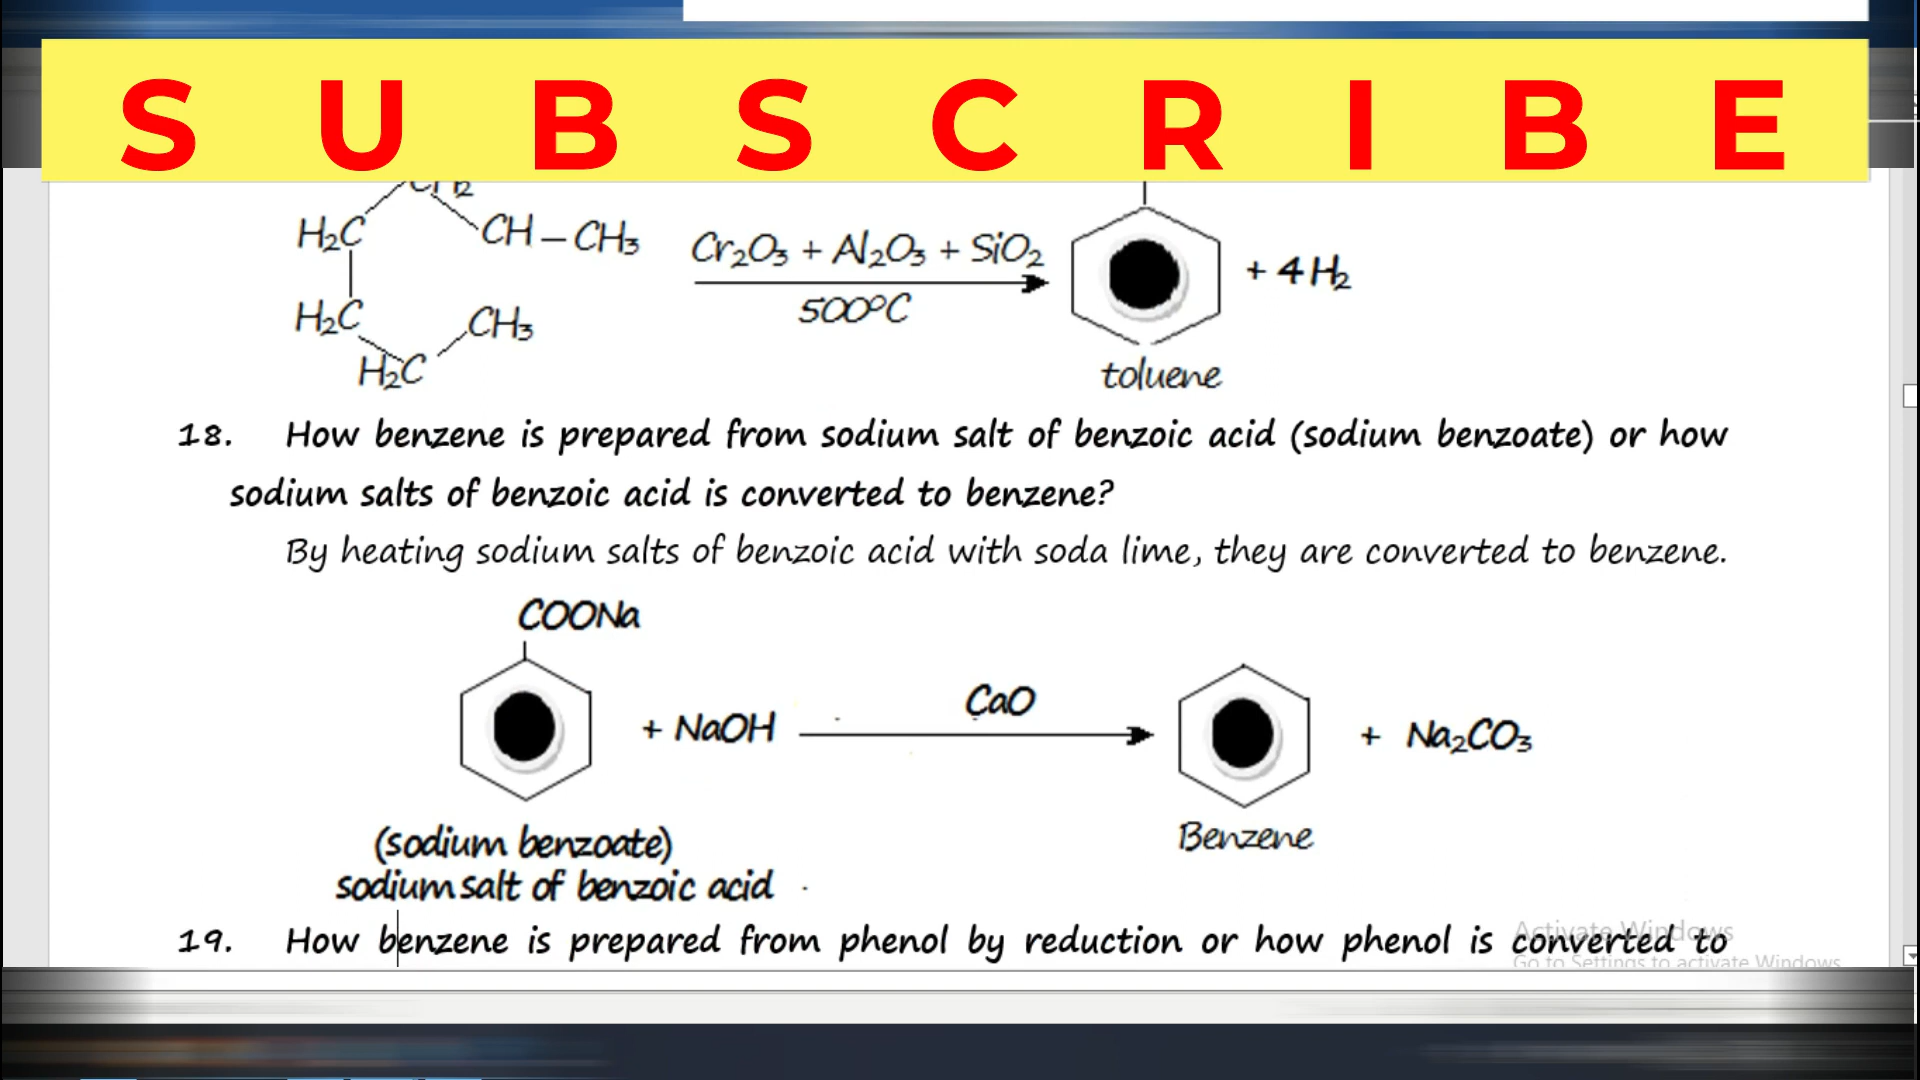 SUBSCRIBE
CH2
H2C CH – CH3
Cr2O3 + Al2O3 + SiO2
+ 4H2
500°C
H2C CH3
H2C
toluene
18. How benzene is prepared from sodium salt of benzoic acid (sodium benzoate) or how
sodium salts of benzoic acid is converted to benzene?
By heating sodium salts of benzoic acid with soda lime, they are converted to benzene.
COONa
CaO
+ NaOH
+ Na2CO3
(sodium benzoate)
Benzene
sodium salt of benzoic acid
19. How benzene is prepared from phenol by reduction or how phenol is converted to
Activate Windows
Go to Settings to activate Windows.